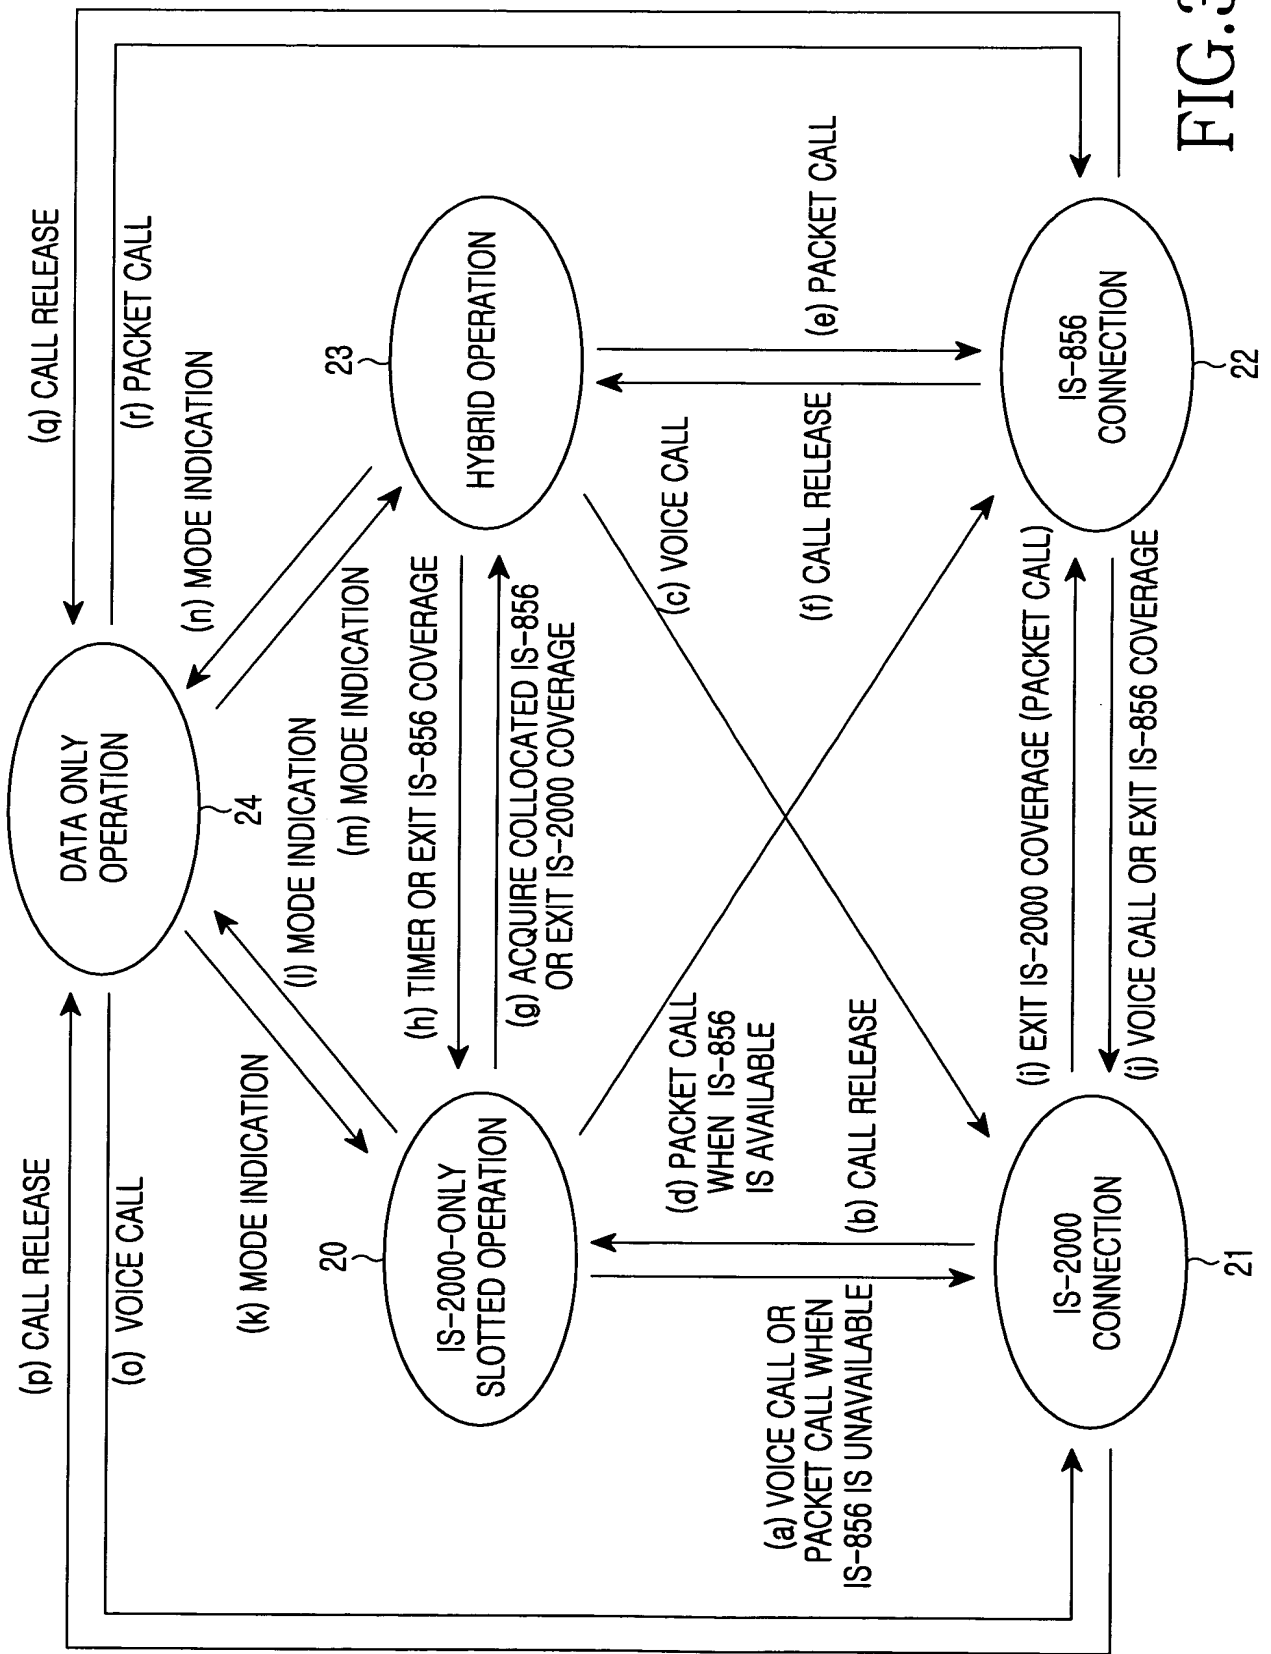 (p) CALL RELEASE
(o) VOICE CALL
(q) CALL RELEASE
(r) PACKET CALL
DATA ONLY
OPERATION
24
(k) MODE INDICATION
(l) MODE INDICATION
(m) MODE INDICATION
(n) MODE INDICATION
20
IS-2000-ONLY
SLOTTED OPERATION
(h) TIMER OR EXIT IS-856 COVERAGE
(g) ACQUIRE COLLOCATED IS-856
OR EXIT IS-2000 COVERAGE
23
HYBRID OPERATION
(a) VOICE CALL OR
PACKET CALL WHEN
IS-856 IS UNAVAILABLE
(b) CALL RELEASE
(d) PACKET CALL
WHEN IS-856
IS AVAILABLE
(c) VOICE CALL
(f) CALL RELEASE
(e) PACKET CALL
IS-2000
CONNECTION
21
(i) EXIT IS-2000 COVERAGE (PACKET CALL)
(j) VOICE CALL OR EXIT IS-856 COVERAGE
IS-856
CONNECTION
22
FIG.3